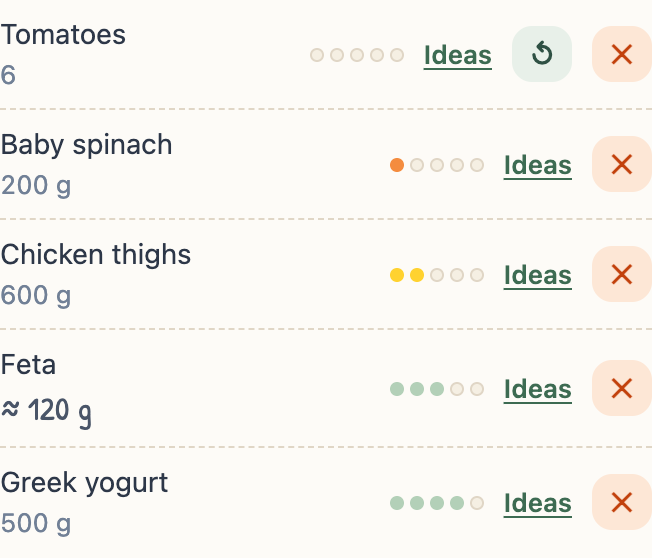 Tomatoes
6
Ideas
Baby spinach
200 g
Ideas
Chicken thighs
600 g
Ideas
Feta
≈ 120 g
Ideas
Greek yogurt
500 g
Ideas